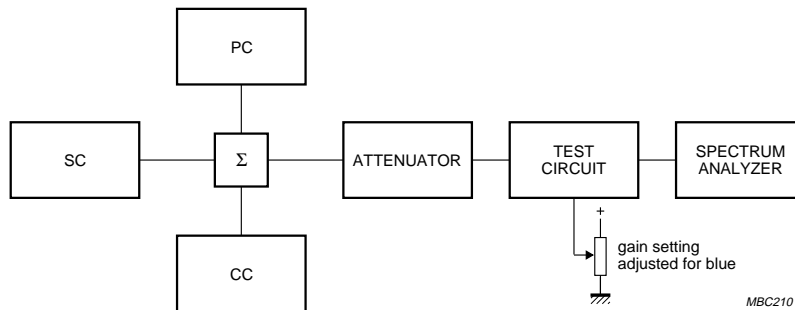 PC
SC
Σ
ATTENUATOR
TEST
CIRCUIT
SPECTRUM
ANALYZER
CC
+
gain setting
adjusted for blue
MBC210